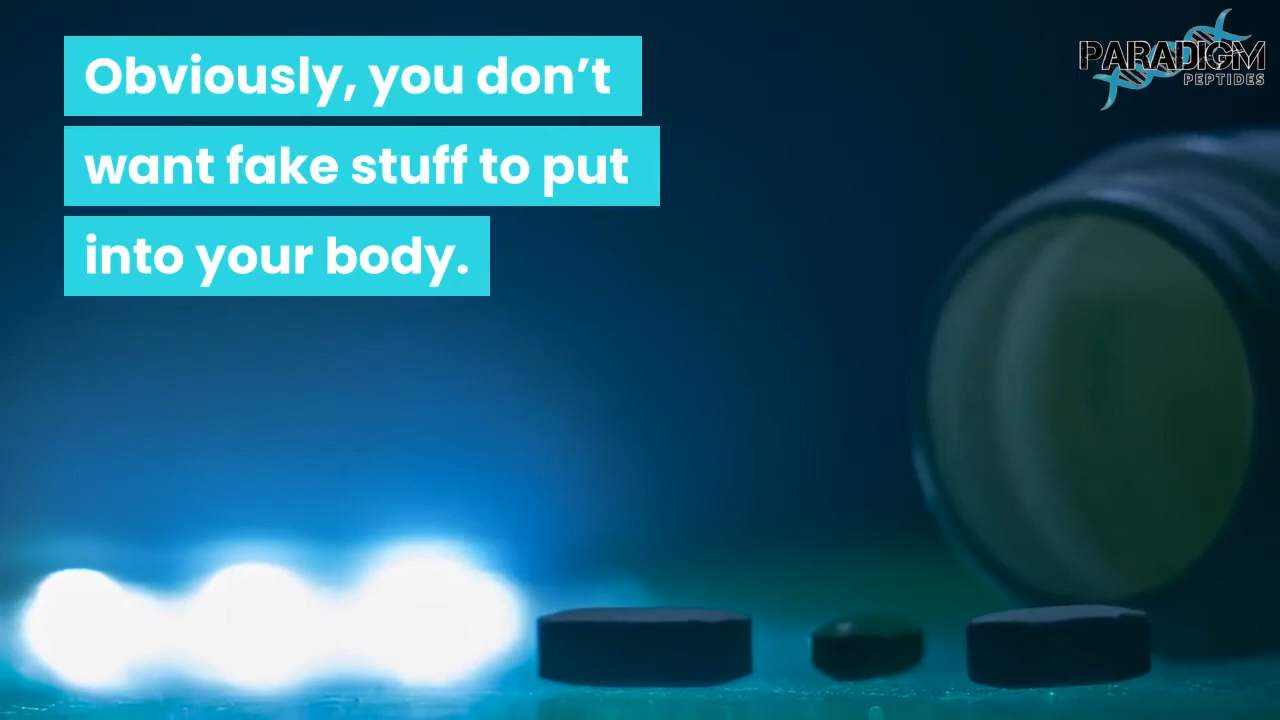 Obviously, you don’t
want fake stuff to put
into your body.
PARADIGM
PEPTIDES